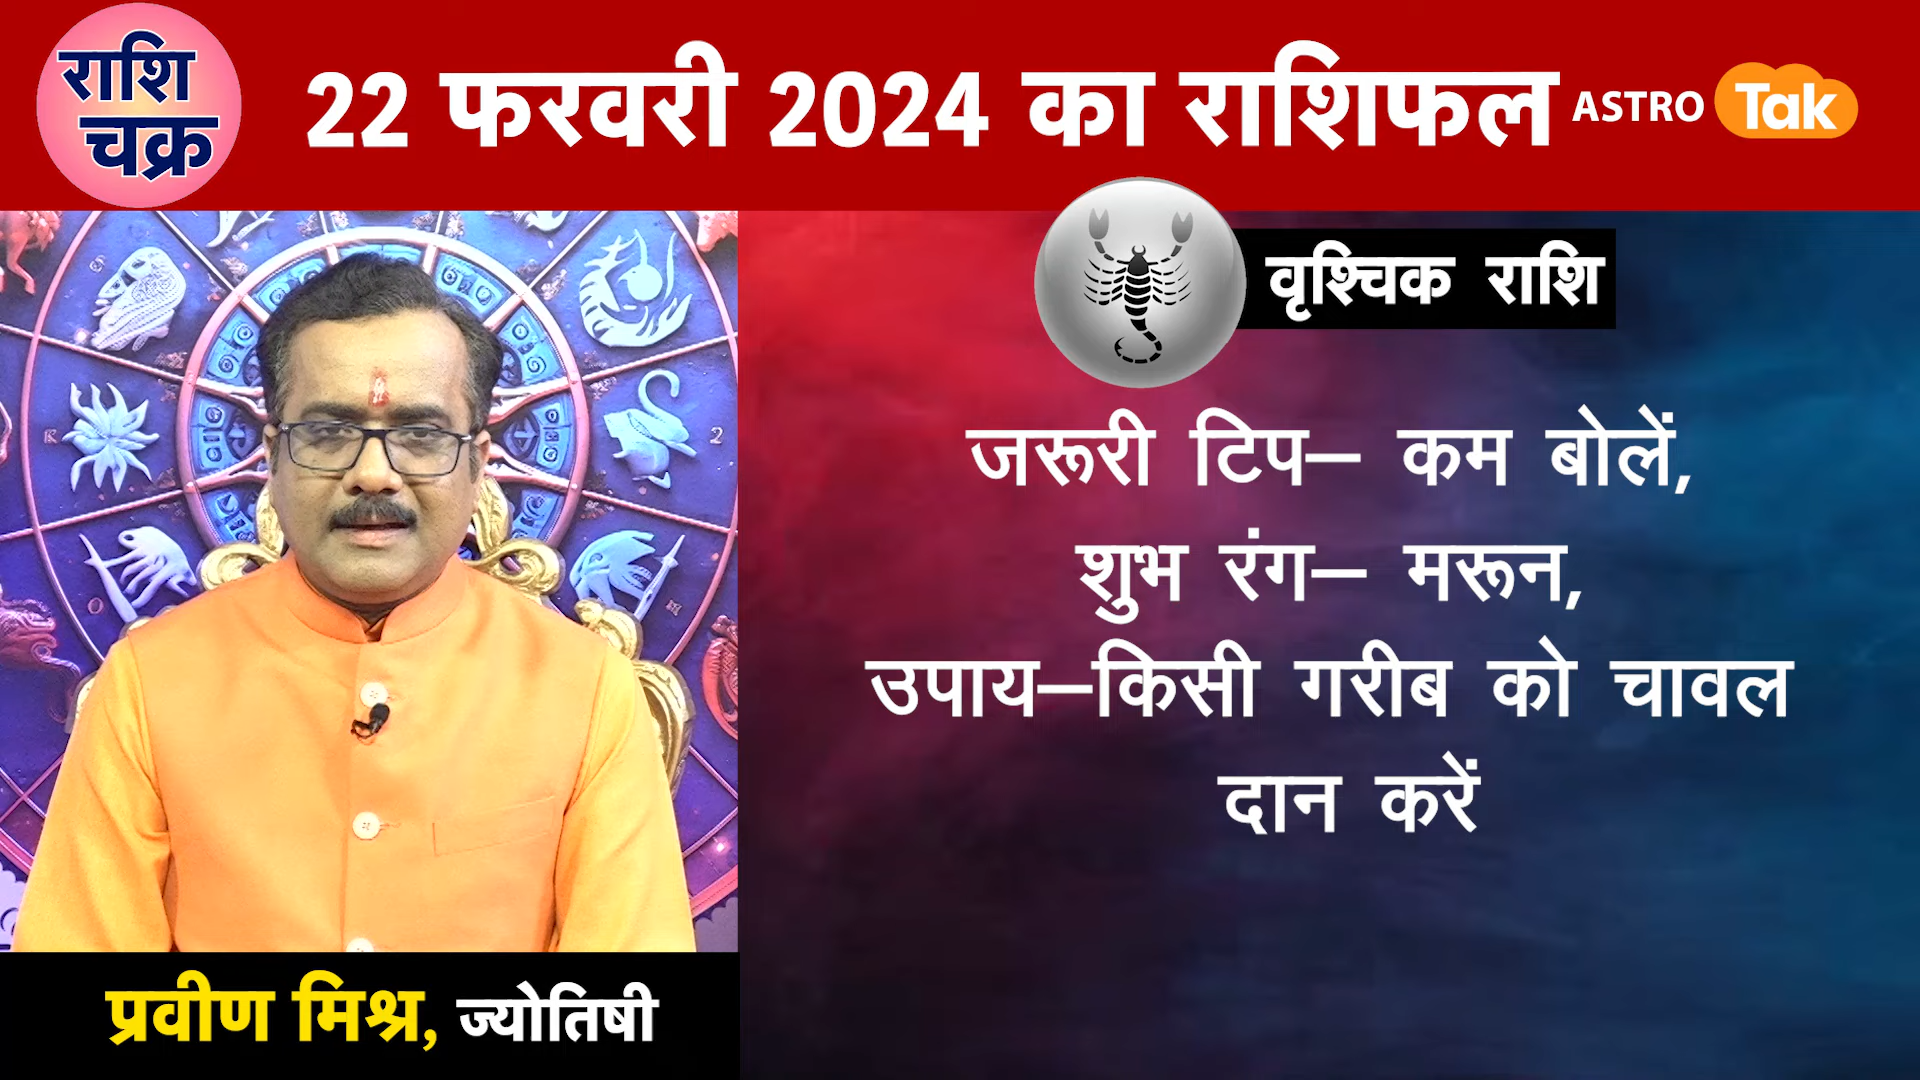 राशि
चक्र
22 फरवरी 2024 का राशिफल
ASTRO Tak
वृश्चिक राशि
जरूरी टिप– कम बोलें,
शुभ रंग– मरून,
उपाय–किसी गरीब को चावल
दान करें
प्रवीण मिश्र, ज्योतिषी